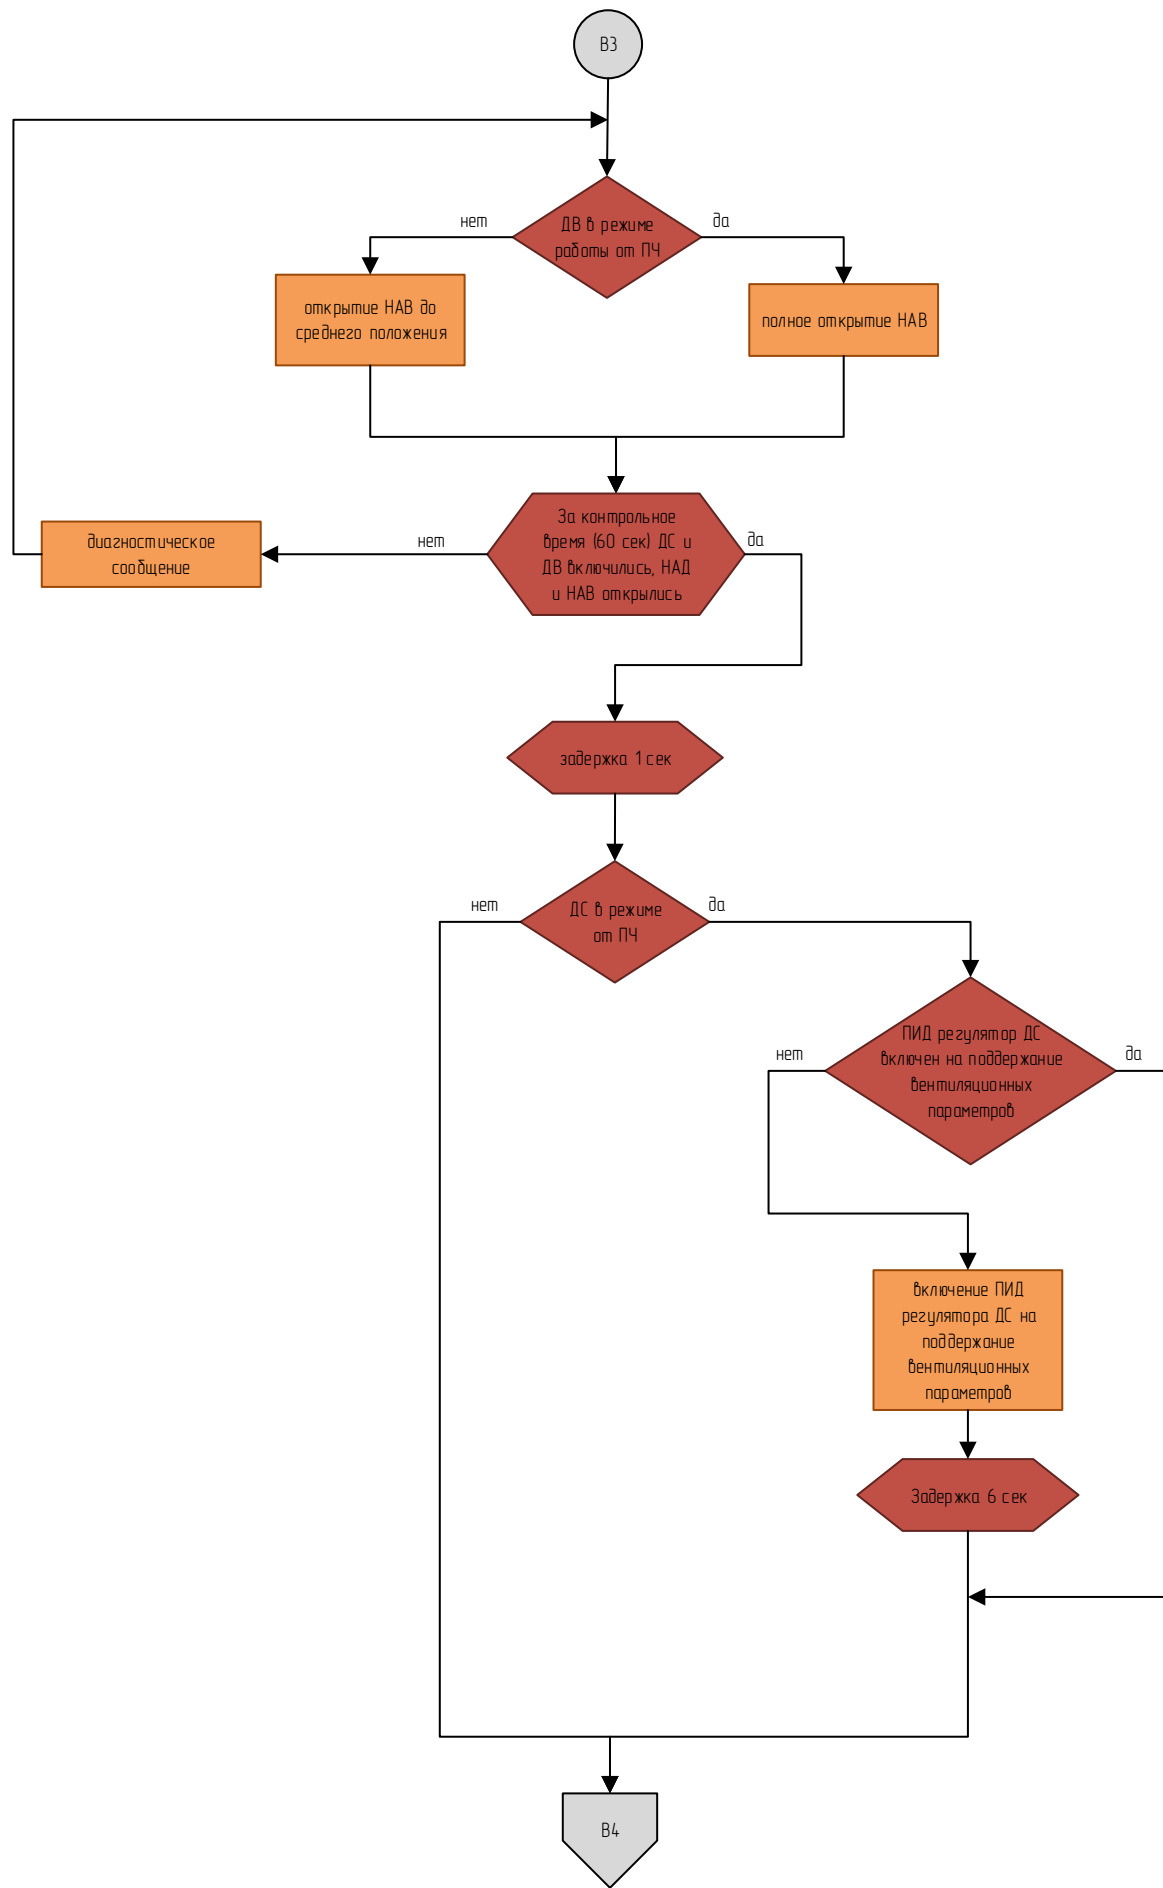 В3
нет
да
ДВ в режиме
работы от ПЧ
открытие НАВ до
среднего положения
полное открытие НАВ
За контрольное
время (60 сек) ДС и
ДВ включились, НАД
и НАВ открылись
нет
да
диагностическое
сообщение
задержка 1 сек
нет
да
ДС в режиме
от ПЧ
ПИД регулятор ДС
включен на поддержание
вентиляционных
параметров
нет
да
включение ПИД
регулятора ДС на
поддержание
вентиляционных
параметров
Задержка 6 сек
В4